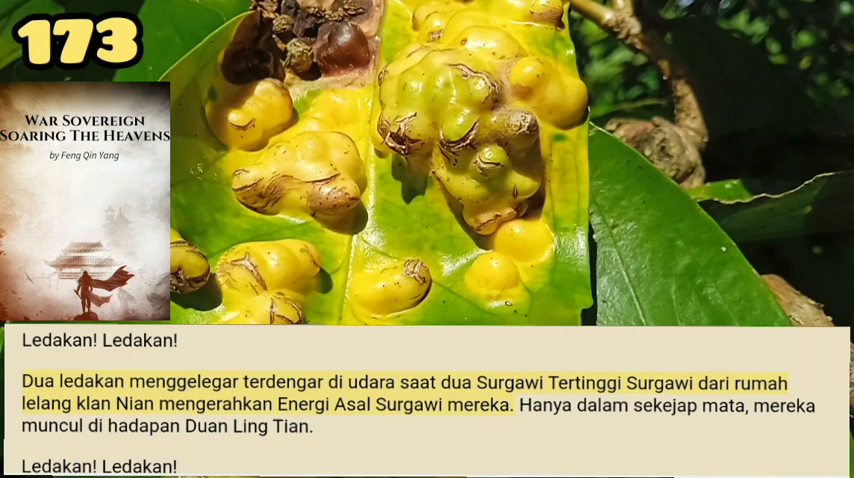 173
WAR SOVEREIGN
SOARING THE HEAVENS
by Feng Qin Yang
Ledakan! Ledakan!
Dua ledakan menggelegar terdengar di udara saat dua Surgawi Tertinggi Surgawi dari rumah
lelang klan Nian mengerahkan Energi Asal Surgawi mereka. Hanya dalam sekejap mata, mereka
muncul di hadapan Duan Ling Tian.
Ledakan! Ledakan!